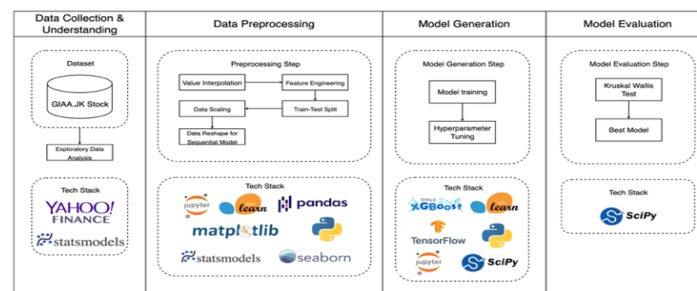 Data Collection &
Understanding
Data Preprocessing
Model Generation
Model Evaluation
Dataset
GIAA.JK Stock
Exploratory Data
Analysis
Tech Stack
YAHOO!
FINANCE
statsmodels
Preprocessing Step
Value Interpolation
Feature Engineering
Data Scaling
Train-Test Split
Data Reshape for
Sequential Model
Tech Stack
jupyter
learn
pandas
matplotlib
statsmodels
seaborn
Model Generation Step
Model training
Hyperparameter
Tuning
Tech Stack
XGBoost
learn
TensorFlow
jupyter
SciPy
Model Evaluation Step
Kruskal Wallis
Test
Best Model
Tech Stack
SciPy